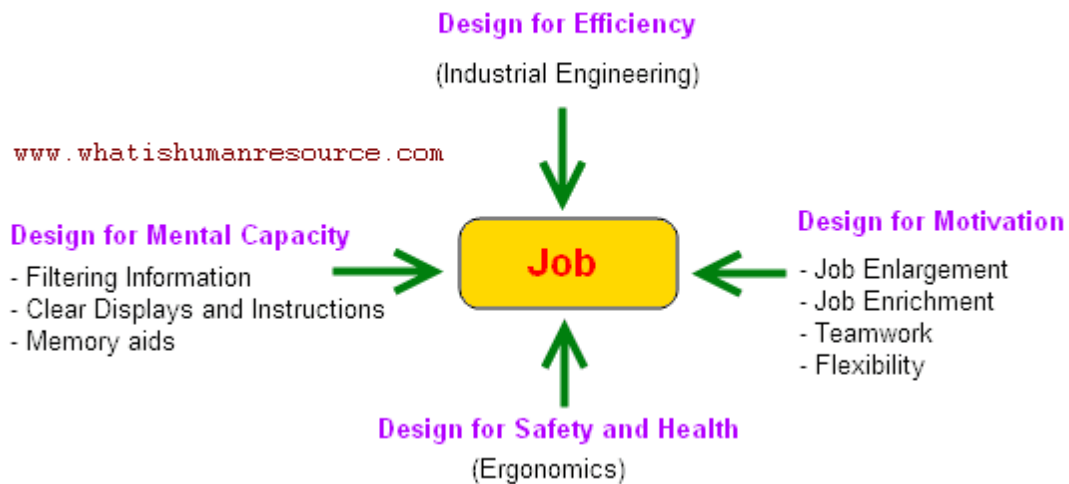 Design for Efficiency
(Industrial Engineering)
www.whatishumanresource.com
Design for Mental Capacity
- Filtering Information
- Clear Displays and Instructions
- Memory aids
Job
Design for Motivation
- Job Enlargement
- Job Enrichment
- Teamwork
- Flexibility
Design for Safety and Health
(Ergonomics)